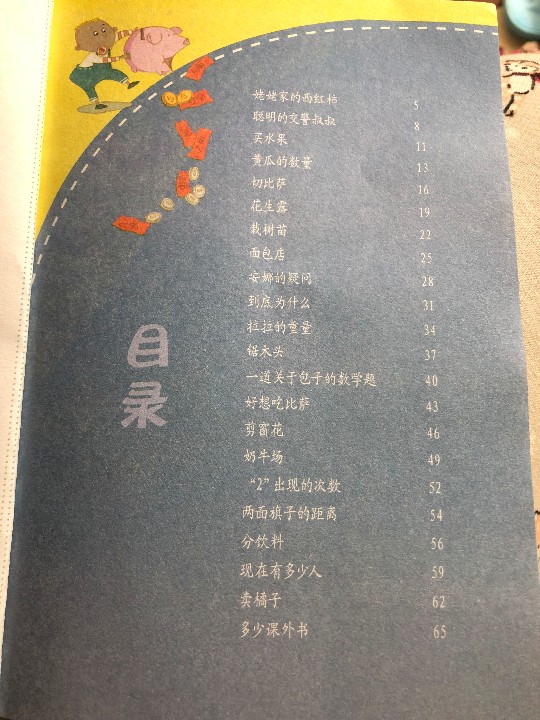 目录
姥姥家的西红柿 5
聪明的交警叔叔 8
买水果 11
黄瓜的数量 13
切比萨 16
花生露 19
栽树苗 22
面包店 25
安娜的疑问 28
到底为什么 31
拉拉的重量 34
锯木头 37
一道关于包子的数学题 40
好想吃比萨 43
剪窗花 46
奶牛场 49
“2”出现的次数 52
两面旗子的距离 54
分饮料 56
现在有多少人 59
卖橘子 62
多少课外书 65